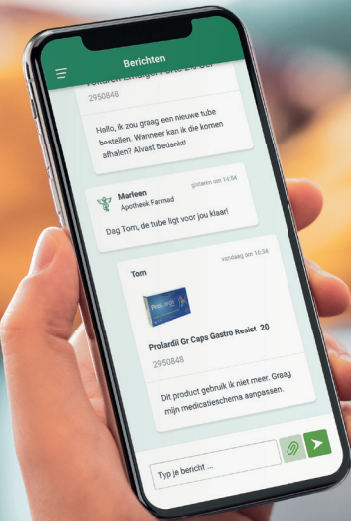 Berichten
2950848
Hallo, ik zou graag een nieuwe tube
bestellen. Wanneer kan ik die komen
afhalen? Alvast bedankt!
Marleen
gisteren om 14:54
Apotheek Farmad
Dag Tom, de tube ligt voor jou klaar!
Tom
vandaag om 16:34
Prolardii Gr Caps Gastro Resist. 20
2950848
Dit product gebruik ik niet meer. Graag
mijn medicatieschema aanpassen.
Typ je bericht ...